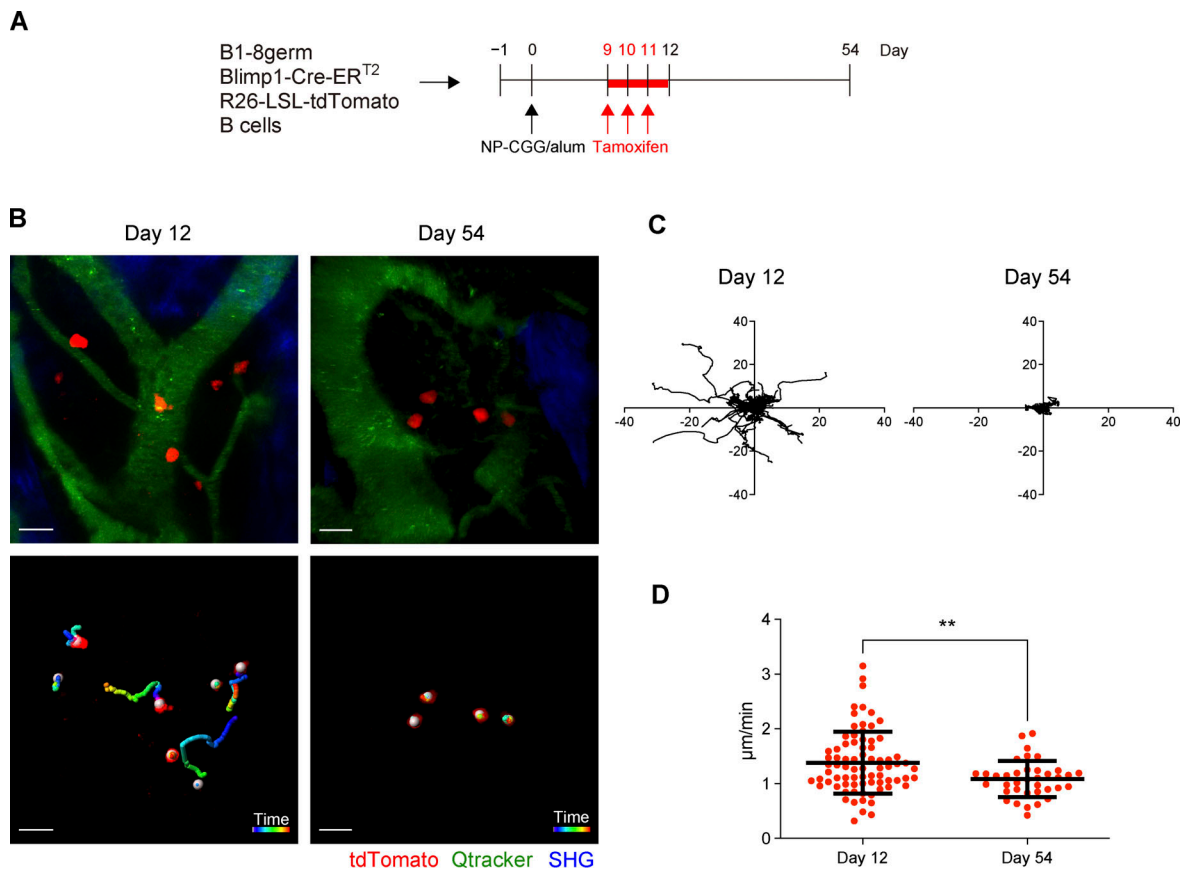 A
B1-8germ
Blimp1-Cre-ER^T2
R26-LSL-tdTomato
B cells
−1 0 9 10 11 12 54 Day
NP-CGG/alum Tamoxifen
B
Day 12 Day 54
Time Time
tdTomato Qtracker SHG
C
Day 12 Day 54
40 40
20 20
-40 -20 20 40 -40 -20 20 40
-20 -20
-40 -40
D
**
4
3
2
1
0
µm/min
Day 12 Day 54